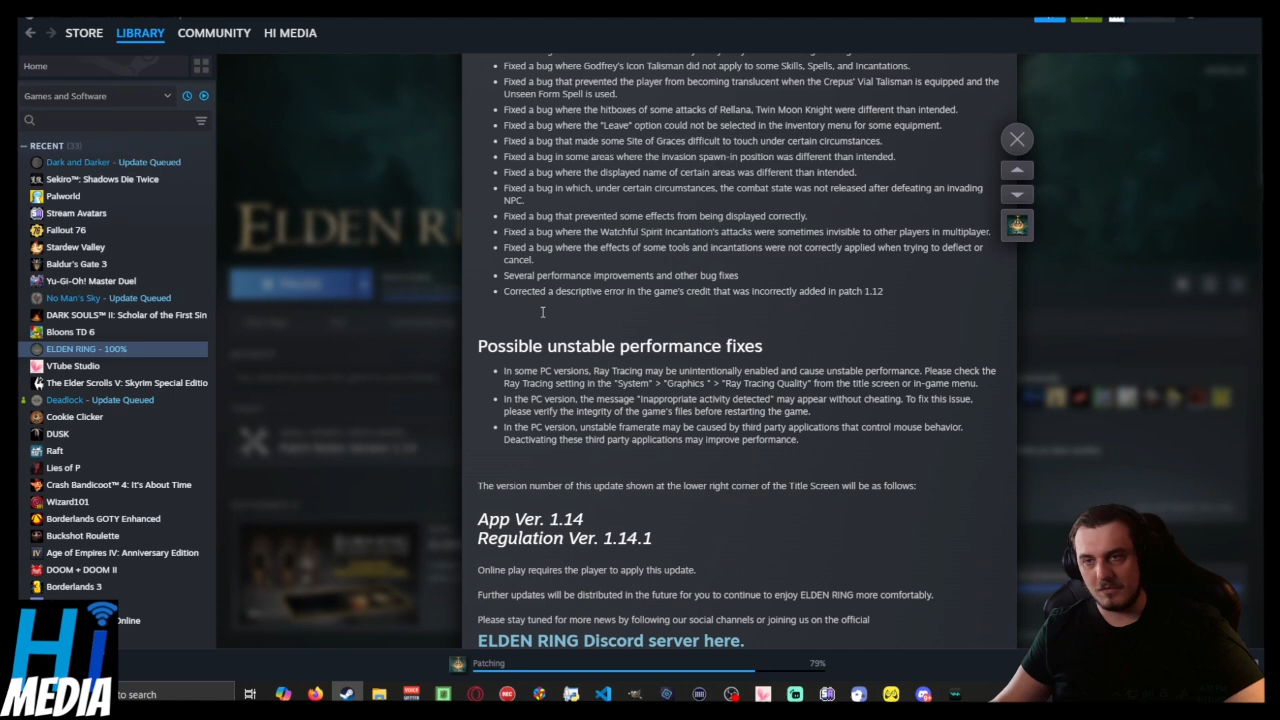 STORE LIBRARY COMMUNITY HI MEDIA
Home
Games and Software
RECENT (33)
Dark and Darker - Update Queued
Sekiro™: Shadows Die Twice
Palworld
Stream Avatars
Fallout 76
Stardew Valley
Baldur's Gate 3
Yu-Gi-Oh! Master Duel
No Man's Sky - Update Queued
DARK SOULS™ II: Scholar of the First Sin
Bloons TD 6
ELDEN RING - 100%
VTube Studio
The Elder Scrolls V: Skyrim Special Editio
Deadlock - Update Queued
Cookie Clicker
DUSK
Raft
Lies of P
Crash Bandicoot™ 4: It's About Time
Wizard101
Borderlands GOTY Enhanced
Buckshot Roulette
Age of Empires IV: Anniversary Edition
DOOM + DOOM II
Borderlands 3
Online
ELDEN R
Fixed a bug where Godfrey's Icon Talisman did not apply to some Skills, Spells, and Incantations.
Fixed a bug that prevented the player from becoming translucent when the Crepus' Vial Talisman is equipped and the
Unseen Form Spell is used.
Fixed a bug where the hitboxes of some attacks of Rellana, Twin Moon Knight were different than intended.
Fixed a bug where the "Leave" option could not be selected in the inventory menu for some equipment.
Fixed a bug that made some Site of Graces difficult to touch under certain circumstances.
Fixed a bug in some areas where the invasion spawn-in position was different than intended.
Fixed a bug where the displayed name of certain areas was different than intended.
Fixed a bug in which, under certain circumstances, the combat state was not released after defeating an invading
NPC.
Fixed a bug that prevented some effects from being displayed correctly.
Fixed a bug where the Watchful Spirit Incantation's attacks were sometimes invisible to other players in multiplayer.
Fixed a bug where the effects of some tools and incantations were not correctly applied when trying to deflect or
cancel.
Several performance improvements and other bug fixes
Corrected a descriptive error in the game's credit that was incorrectly added in patch 1.12
Possible unstable performance fixes
In some PC versions, Ray Tracing may be unintentionally enabled and cause unstable performance. Please check the
Ray Tracing setting in the "System" > "Graphics " > "Ray Tracing Quality" from the title screen or in-game menu.
In the PC version, the message "Inappropriate activity detected" may appear without cheating. To fix this issue,
please verify the integrity of the game's files before restarting the game.
In the PC version, unstable framerate may be caused by third party applications that control mouse behavior.
Deactivating these third party applications may improve performance.
The version number of this update shown at the lower right corner of the Title Screen will be as follows:
App Ver. 1.14
Regulation Ver. 1.14.1
Online play requires the player to apply this update.
Further updates will be distributed in the future for you to continue to enjoy ELDEN RING more comfortably.
Please stay tuned for more news by following our social channels or joining us on the official
ELDEN RING Discord server here.
Patching 79%
Hi
MEDIA
to search